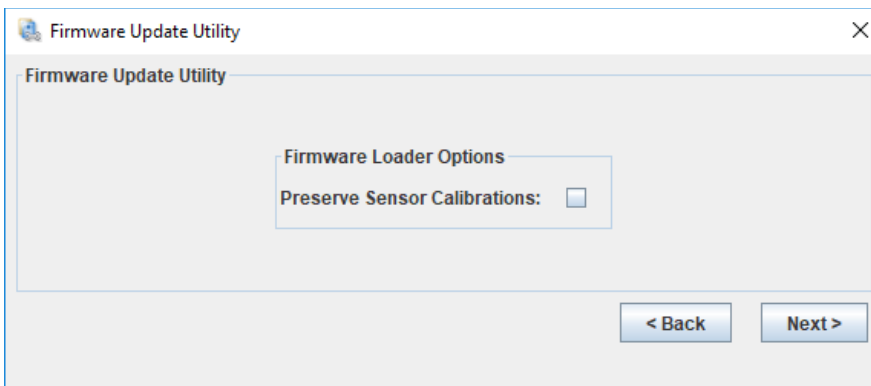 Firmware Update Utility
Firmware Update Utility
Firmware Loader Options
Preserve Sensor Calibrations:
< Back Next >